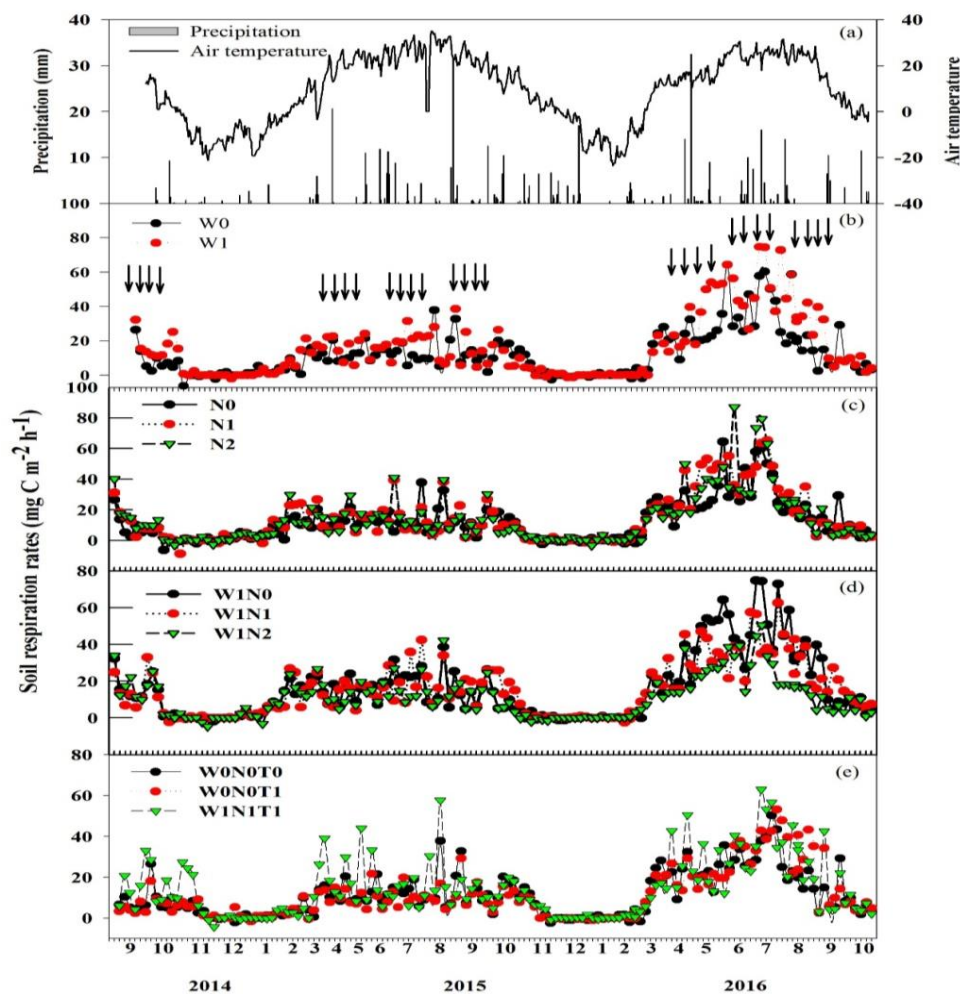 Precipitation
Air temperature
(a)
Precipitation (mm)
40
30
20
10
Air temperature
40
20
0
-20
-40
W0
W1
(b)
100
80
60
40
20
0
N0
N1
N2
(c)
100
80
60
40
20
0
W1N0
W1N1
W1N2
(d)
80
60
40
20
0
W0N0T0
W0N0T1
W1N1T1
(e)
80
60
40
20
0
Soil respiration rates (mg C m⁻² h⁻¹)
9 10 11 12 1 2 3 4 5 6 7 8 9 10 11 12 1 2 3 4 5 6 7 8 9 10
2014 2015 2016